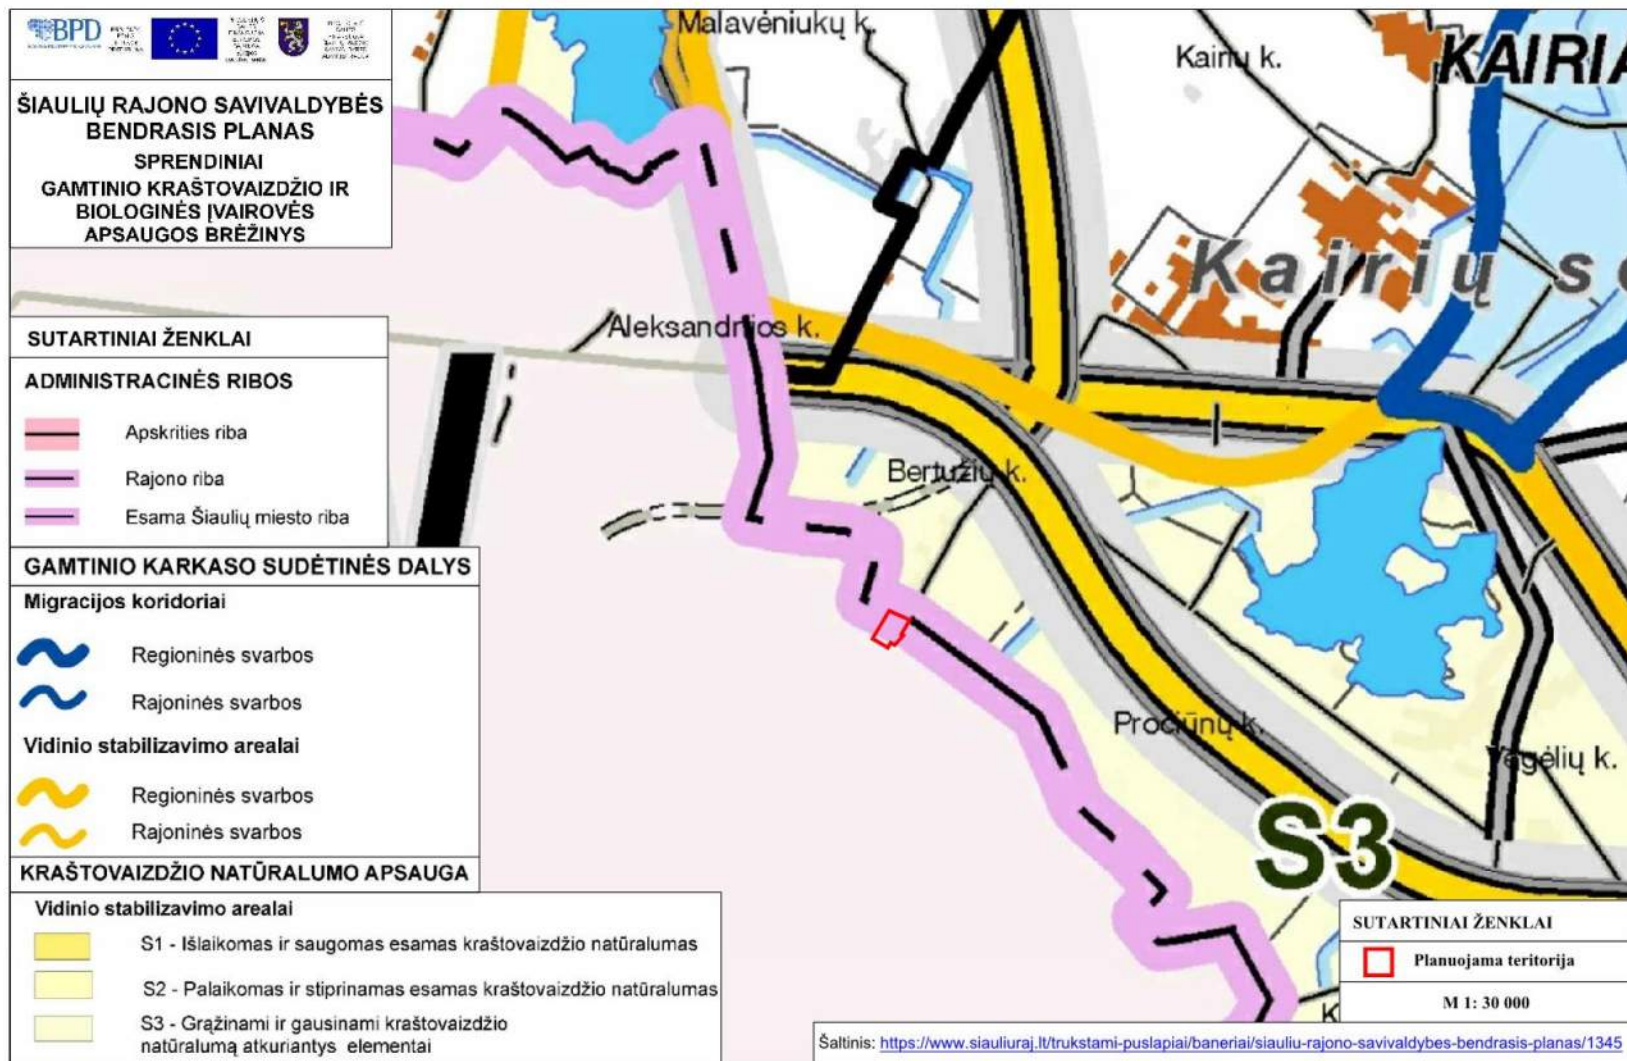 BPD
ŠIAULIŲ RAJONO SAVIVALDYBĖS
BENDRASIS PLANAS
SPRENDINIAI
GAMTINIO KRAŠTOVAIZDŽIO IR
BIOLOGINĖS ĮVAIROVĖS
APSAUGOS BRĖŽINYS
SUTARTINIAI ŽENKLAI
ADMINISTRACINĖS RIBOS
Apskrities riba
Rajono riba
Esama Šiaulių miesto riba
GAMTINIO KARKASO SUDĖTINĖS DALYS
Migracijos koridoriai
Regioninės svarbos
Rajoninės svarbos
Vidinio stabilizavimo arealai
Regioninės svarbos
Rajoninės svarbos
KRAŠTOVAIZDŽIO NATŪRALUMO APSAUGA
Vidinio stabilizavimo arealai
S1 - Išlaikomas ir saugomas esamas kraštovaizdžio natūralumas
S2 - Palaikomas ir stiprinamas esamas kraštovaizdžio natūralumas
S3 - Grąžinami ir gausinami kraštovaizdžio
natūralumą atkuriantys elementai
Malavėniukų k.
Kairių k.
KAIRIA
Kairių se
Aleksandrijos k.
Bertužių k.
Pročiūnų k.
Vėgėlių k.
S3
K
SUTARTINIAI ŽENKLAI
Planuojama teritorija
M 1: 30 000
Šaltinis: https://www.siauliuraj.lt/trukstami-puslapiai/baneriai/siauliu-rajono-savivaldybes-bendrasis-planas/1345